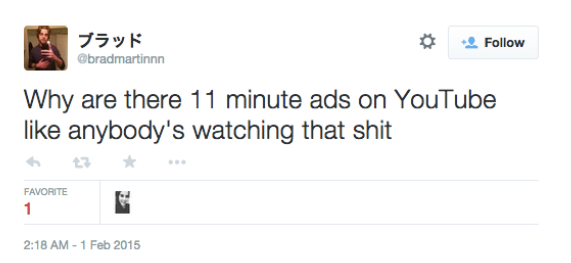 ブラッド
@bradmartinnn
Follow
Why are there 11 minute ads on YouTube
like anybody's watching that shit
FAVORITE
1
2:18 AM - 1 Feb 2015